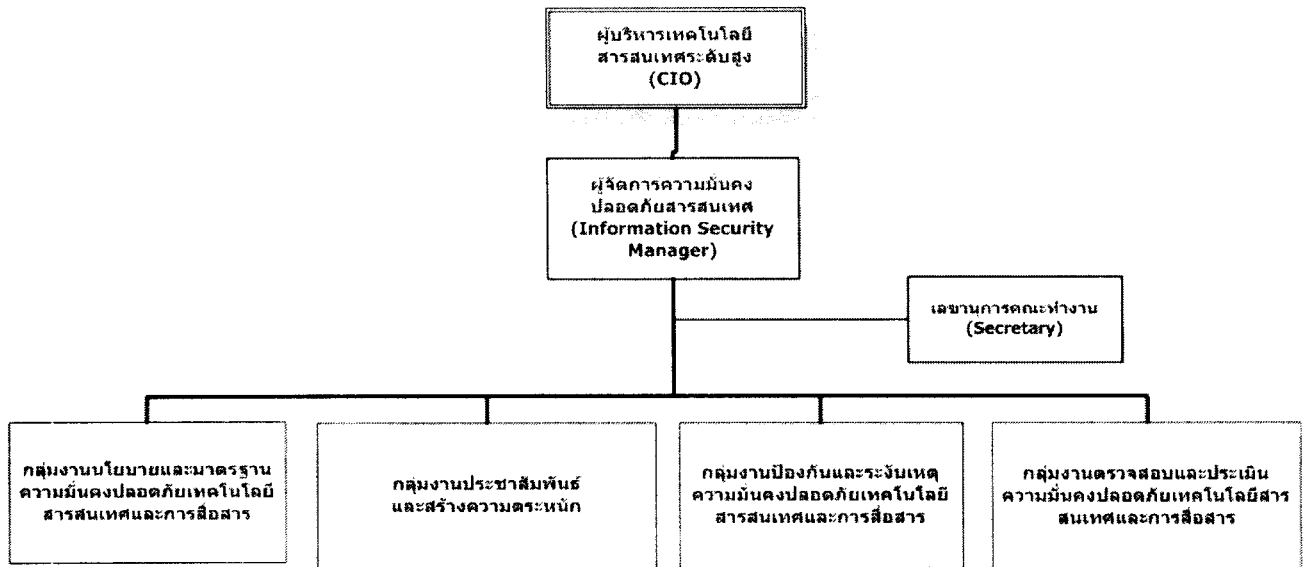 ผู้บริหารเทคโนโลยี
สารสนเทศระดับสูง
(CIO)
ผู้จัดการความมั่นคง
ปลอดภัยสารสนเทศ
(Information Security
Manager)
เลขานุการคณะทำงาน
(Secretary)
กลุ่มงานนโยบายและมาตรฐาน
ความมั่นคงปลอดภัยเทคโนโลยี
สารสนเทศและการสื่อสาร
กลุ่มงานประชาสัมพันธ์
และสร้างความตระหนัก
กลุ่มงานป้องกันและระงับเหตุ
ความมั่นคงปลอดภัยเทคโนโลยี
สารสนเทศและการสื่อสาร
กลุ่มงานตรวจสอบและประเมิน
ความมั่นคงปลอดภัยเทคโนโลยีสาร
สนเทศและการสื่อสาร